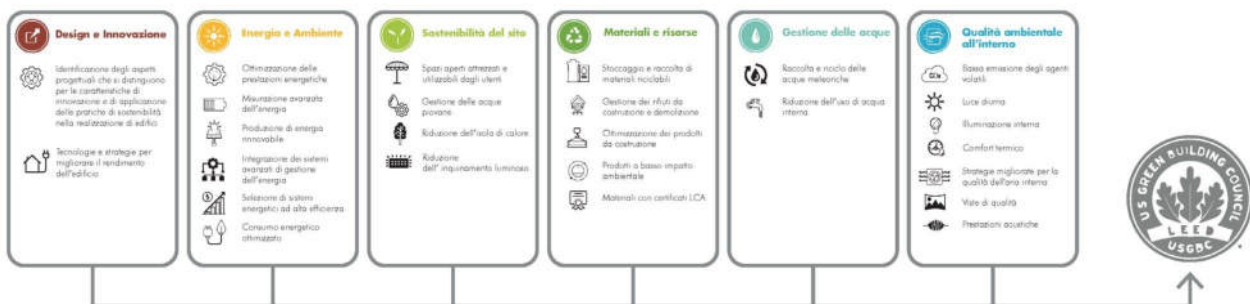 Design e Innovazione
Identificazione degli aspetti
progettuali che si distinguono
per le caratteristiche di
innovazione e di applicazione
delle pratiche di sostenibilità
nella realizzazione di edificio
Tecnologie e strategie per
migliorare il rendimento
dell'edificio
Energia e Ambiente
Ottimizzazione delle
prestazioni energetiche
Misurazione avanzata
dell'energia
Produzione di energia
rinnovabile
Integrazione dei sistemi
avanzati di gestione
dell'energia
Selezione di sistemi
energetici ad alta efficienza
Consumo energetico
ottimizzato
Sostenibilità del sito
Spazi aperti attrezzati e
utilizzabili dagli utenti
Gestione delle acque
piovane
Riduzione dell'isola di calore
Riduzione
dell' inquinamento luminoso
Materiali e risorse
Stoccaggio e raccolta di
materiali riciclabili
Gestione dei rifiuti da
costruzione e demolizione
Ottimizzazione dei prodotti
da costruzione
Prodotti a basso impatto
ambientale
Materiali con certificati LCA
Gestione delle acque
Raccolta e riciclo delle
acque meteoriche
Riduzione dell'uso di acqua
interna
Qualità ambientale
all'interno
Bassa emissione degli agenti
volatili
Luce diurna
Illuminazione interna
Comfort termico
Strategie migliorate per la
qualità dell'aria interna
Viste di qualità
Prestazioni acustiche
US GREEN BUILDING COUNCIL
LEED
USGBC